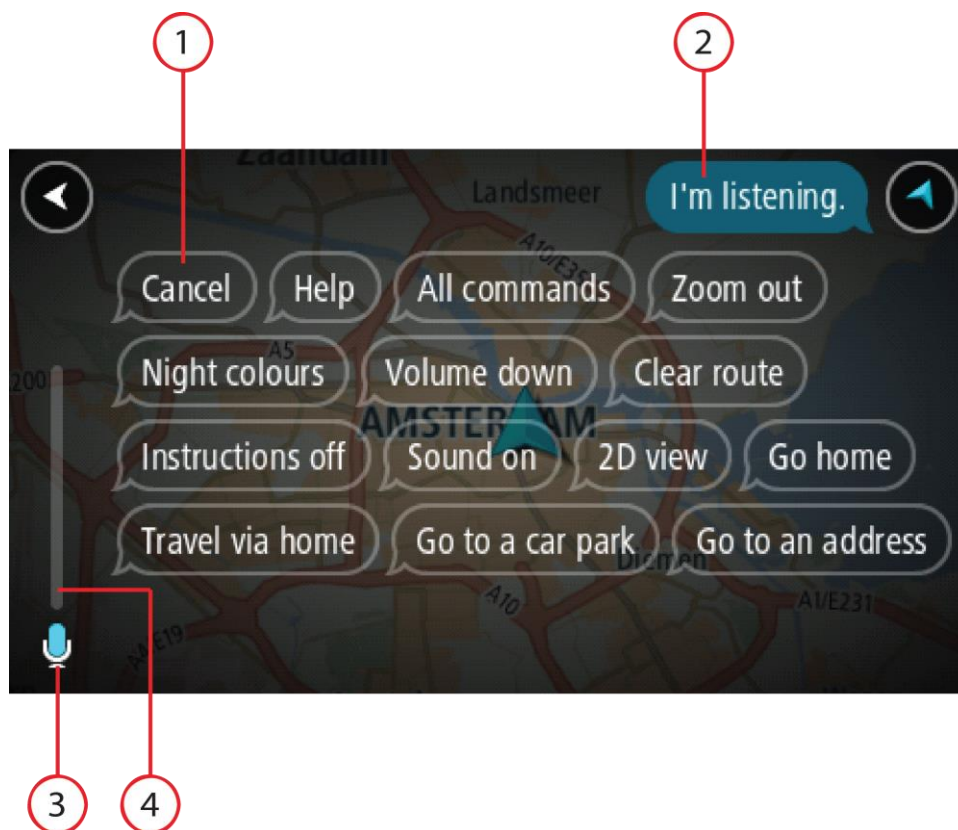 1
2
Zaandam
Landsmeer
I'm listening.
A10/E35
Cancel
Help
All commands
Zoom out
A5
200
Night colours
Volume down
Clear route
AMSTERDAM
Instructions off
Sound on
2D view
Go home
Travel via home
Go to a car park
Go to an address
Diemen
A10
A1/E231
A4/E19
3
4